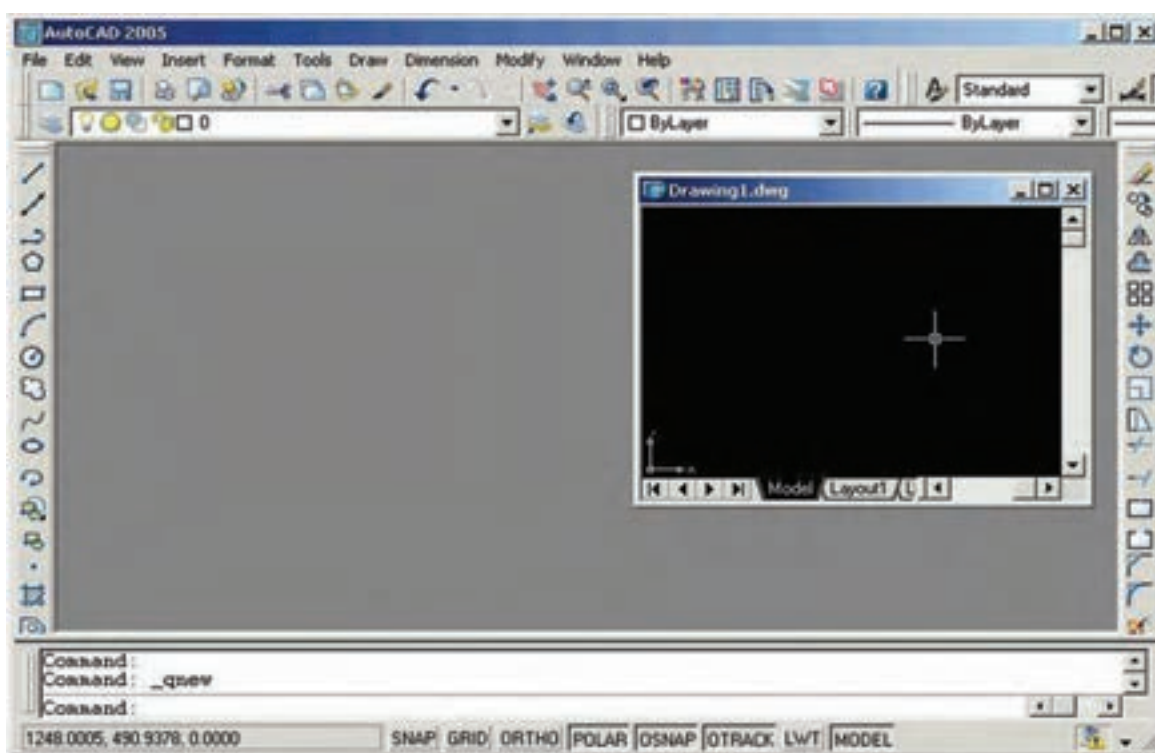 AutoCAD 2005
File Edit View Insert Format Tools Draw Dimension Modify Window Help
Standard
0 ByLayer ByLayer
Drawing1.dwg
Model Layout1 L
Command:
Command: _qnew
Command:
1248.0005, 490.9378, 0.0000 SNAP GRID ORTHO POLAR OSNAP OTRACK LWT MODEL